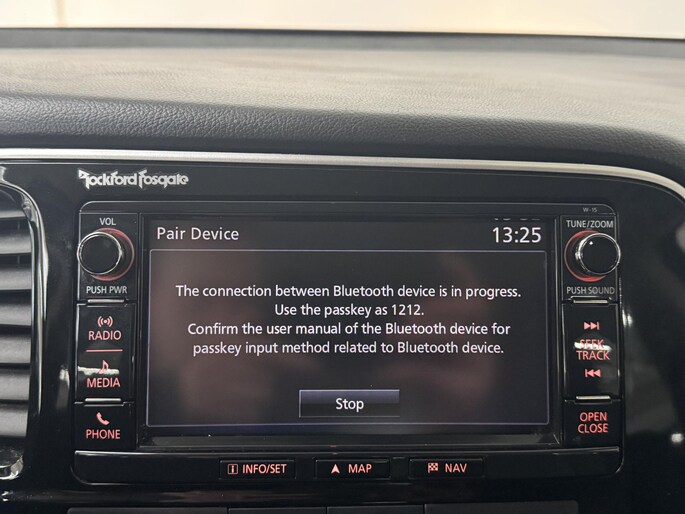 Rockford Fosgate
W-15
VOL
PUSH PWR
RADIO
MEDIA
PHONE
Pair Device
13:25
The connection between Bluetooth device is in progress.
Use the passkey as 1212.
Confirm the user manual of the Bluetooth device for
passkey input method related to Bluetooth device.
Stop
TUNE/ZOOM
PUSH SOUND
SEEK
TRACK
OPEN
CLOSE
INFO/SET
MAP
NAV